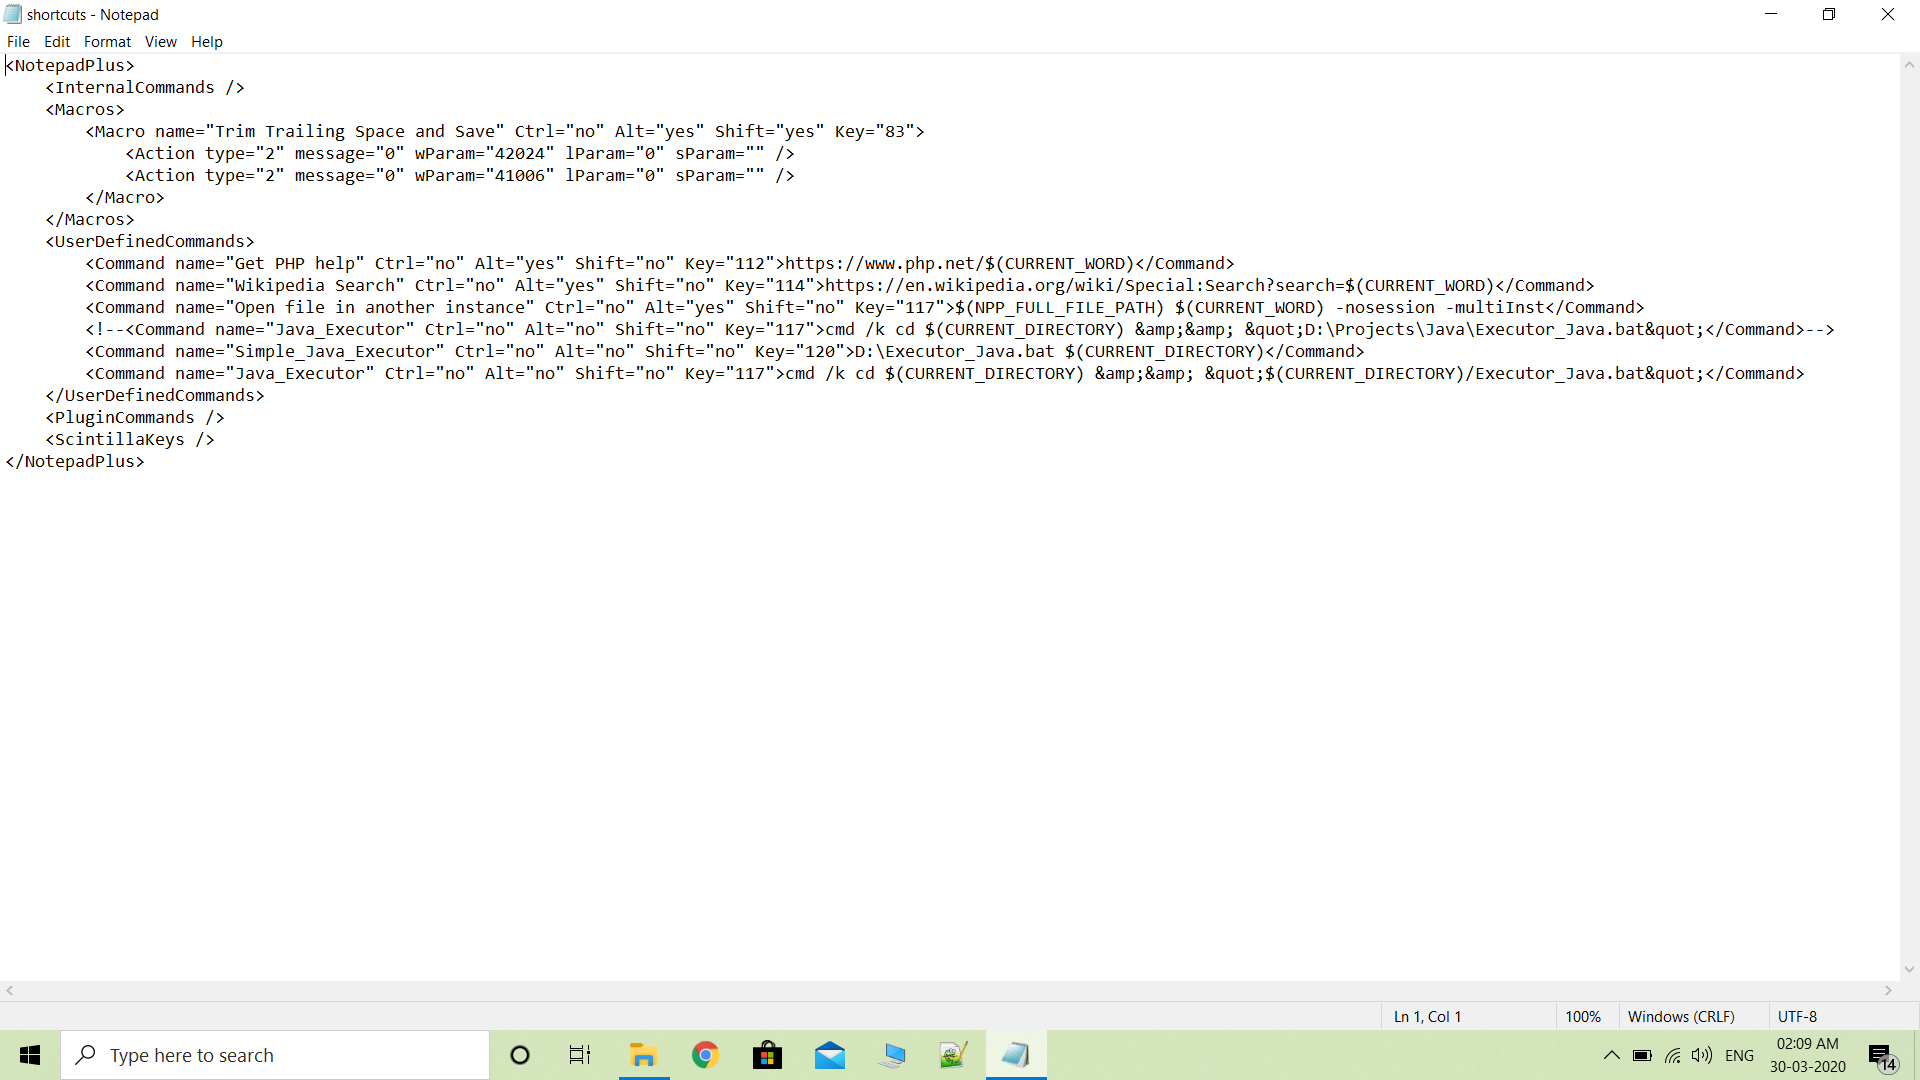 shortcuts - Notepad
File Edit Format View Help
<NotepadPlus>
    <InternalCommands />
    <Macros>
        <Macro name="Trim Trailing Space and Save" Ctrl="no" Alt="yes" Shift="yes" Key="83">
            <Action type="2" message="0" wParam="42024" lParam="0" sParam="" />
            <Action type="2" message="0" wParam="41006" lParam="0" sParam="" />
        </Macro>
    </Macros>
    <UserDefinedCommands>
        <Command name="Get PHP help" Ctrl="no" Alt="yes" Shift="no" Key="112">https://www.php.net/$(CURRENT_WORD)</Command>
        <Command name="Wikipedia Search" Ctrl="no" Alt="yes" Shift="no" Key="114">https://en.wikipedia.org/wiki/Special:Search?search=$(CURRENT_WORD)</Command>
        <Command name="Open file in another instance" Ctrl="no" Alt="yes" Shift="no" Key="117">$(NPP_FULL_FILE_PATH) $(CURRENT_WORD) -nosession -multiInst</Command>
        <!--<Command name="Java_Executor" Ctrl="no" Alt="no" Shift="no" Key="117">cmd /k cd $(CURRENT_DIRECTORY) &amp;&amp; &quot;D:\Projects\Java\Executor_Java.bat&quot;</Command>-->
        <Command name="Simple_Java_Executor" Ctrl="no" Alt="no" Shift="no" Key="120">D:\Executor_Java.bat $(CURRENT_DIRECTORY)</Command>
        <Command name="Java_Executor" Ctrl="no" Alt="no" Shift="no" Key="117">cmd /k cd $(CURRENT_DIRECTORY) &amp;&amp; &quot;$(CURRENT_DIRECTORY)/Executor_Java.bat&quot;</Command>
    </UserDefinedCommands>
    <PluginCommands />
    <ScintillaKeys />
</NotepadPlus>
Ln 1, Col 1 100% Windows (CRLF) UTF-8
Type here to search
ENG
02:09 AM
30-03-2020
14